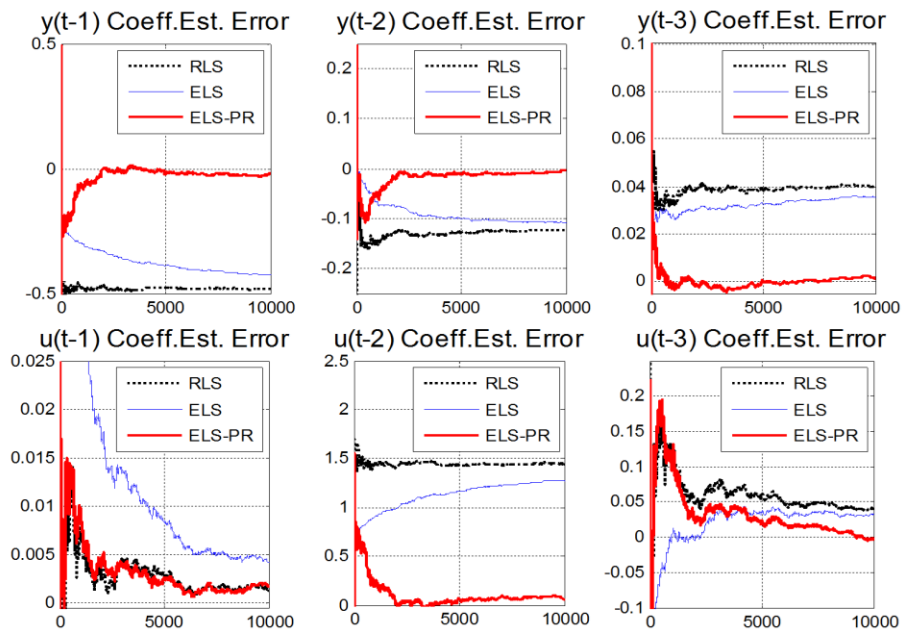 y(t-1) Coeff.Est. Error
y(t-2) Coeff.Est. Error
y(t-3) Coeff.Est. Error
0.5
0
-0.5
0
5000
10000
RLS
ELS
ELS-PR
0.2
0.1
0
-0.1
-0.2
0
5000
10000
RLS
ELS
ELS-PR
0.1
0.08
0.06
0.04
0.02
0
0
5000
10000
RLS
ELS
ELS-PR
u(t-1) Coeff.Est. Error
u(t-2) Coeff.Est. Error
u(t-3) Coeff.Est. Error
0.025
0.02
0.015
0.01
0.005
0
0
5000
10000
RLS
ELS
ELS-PR
2.5
2
1.5
1
0.5
0
0
5000
10000
RLS
ELS
ELS-PR
0.2
0.15
0.1
0.05
0
-0.05
-0.1
0
5000
10000
RLS
ELS
ELS-PR